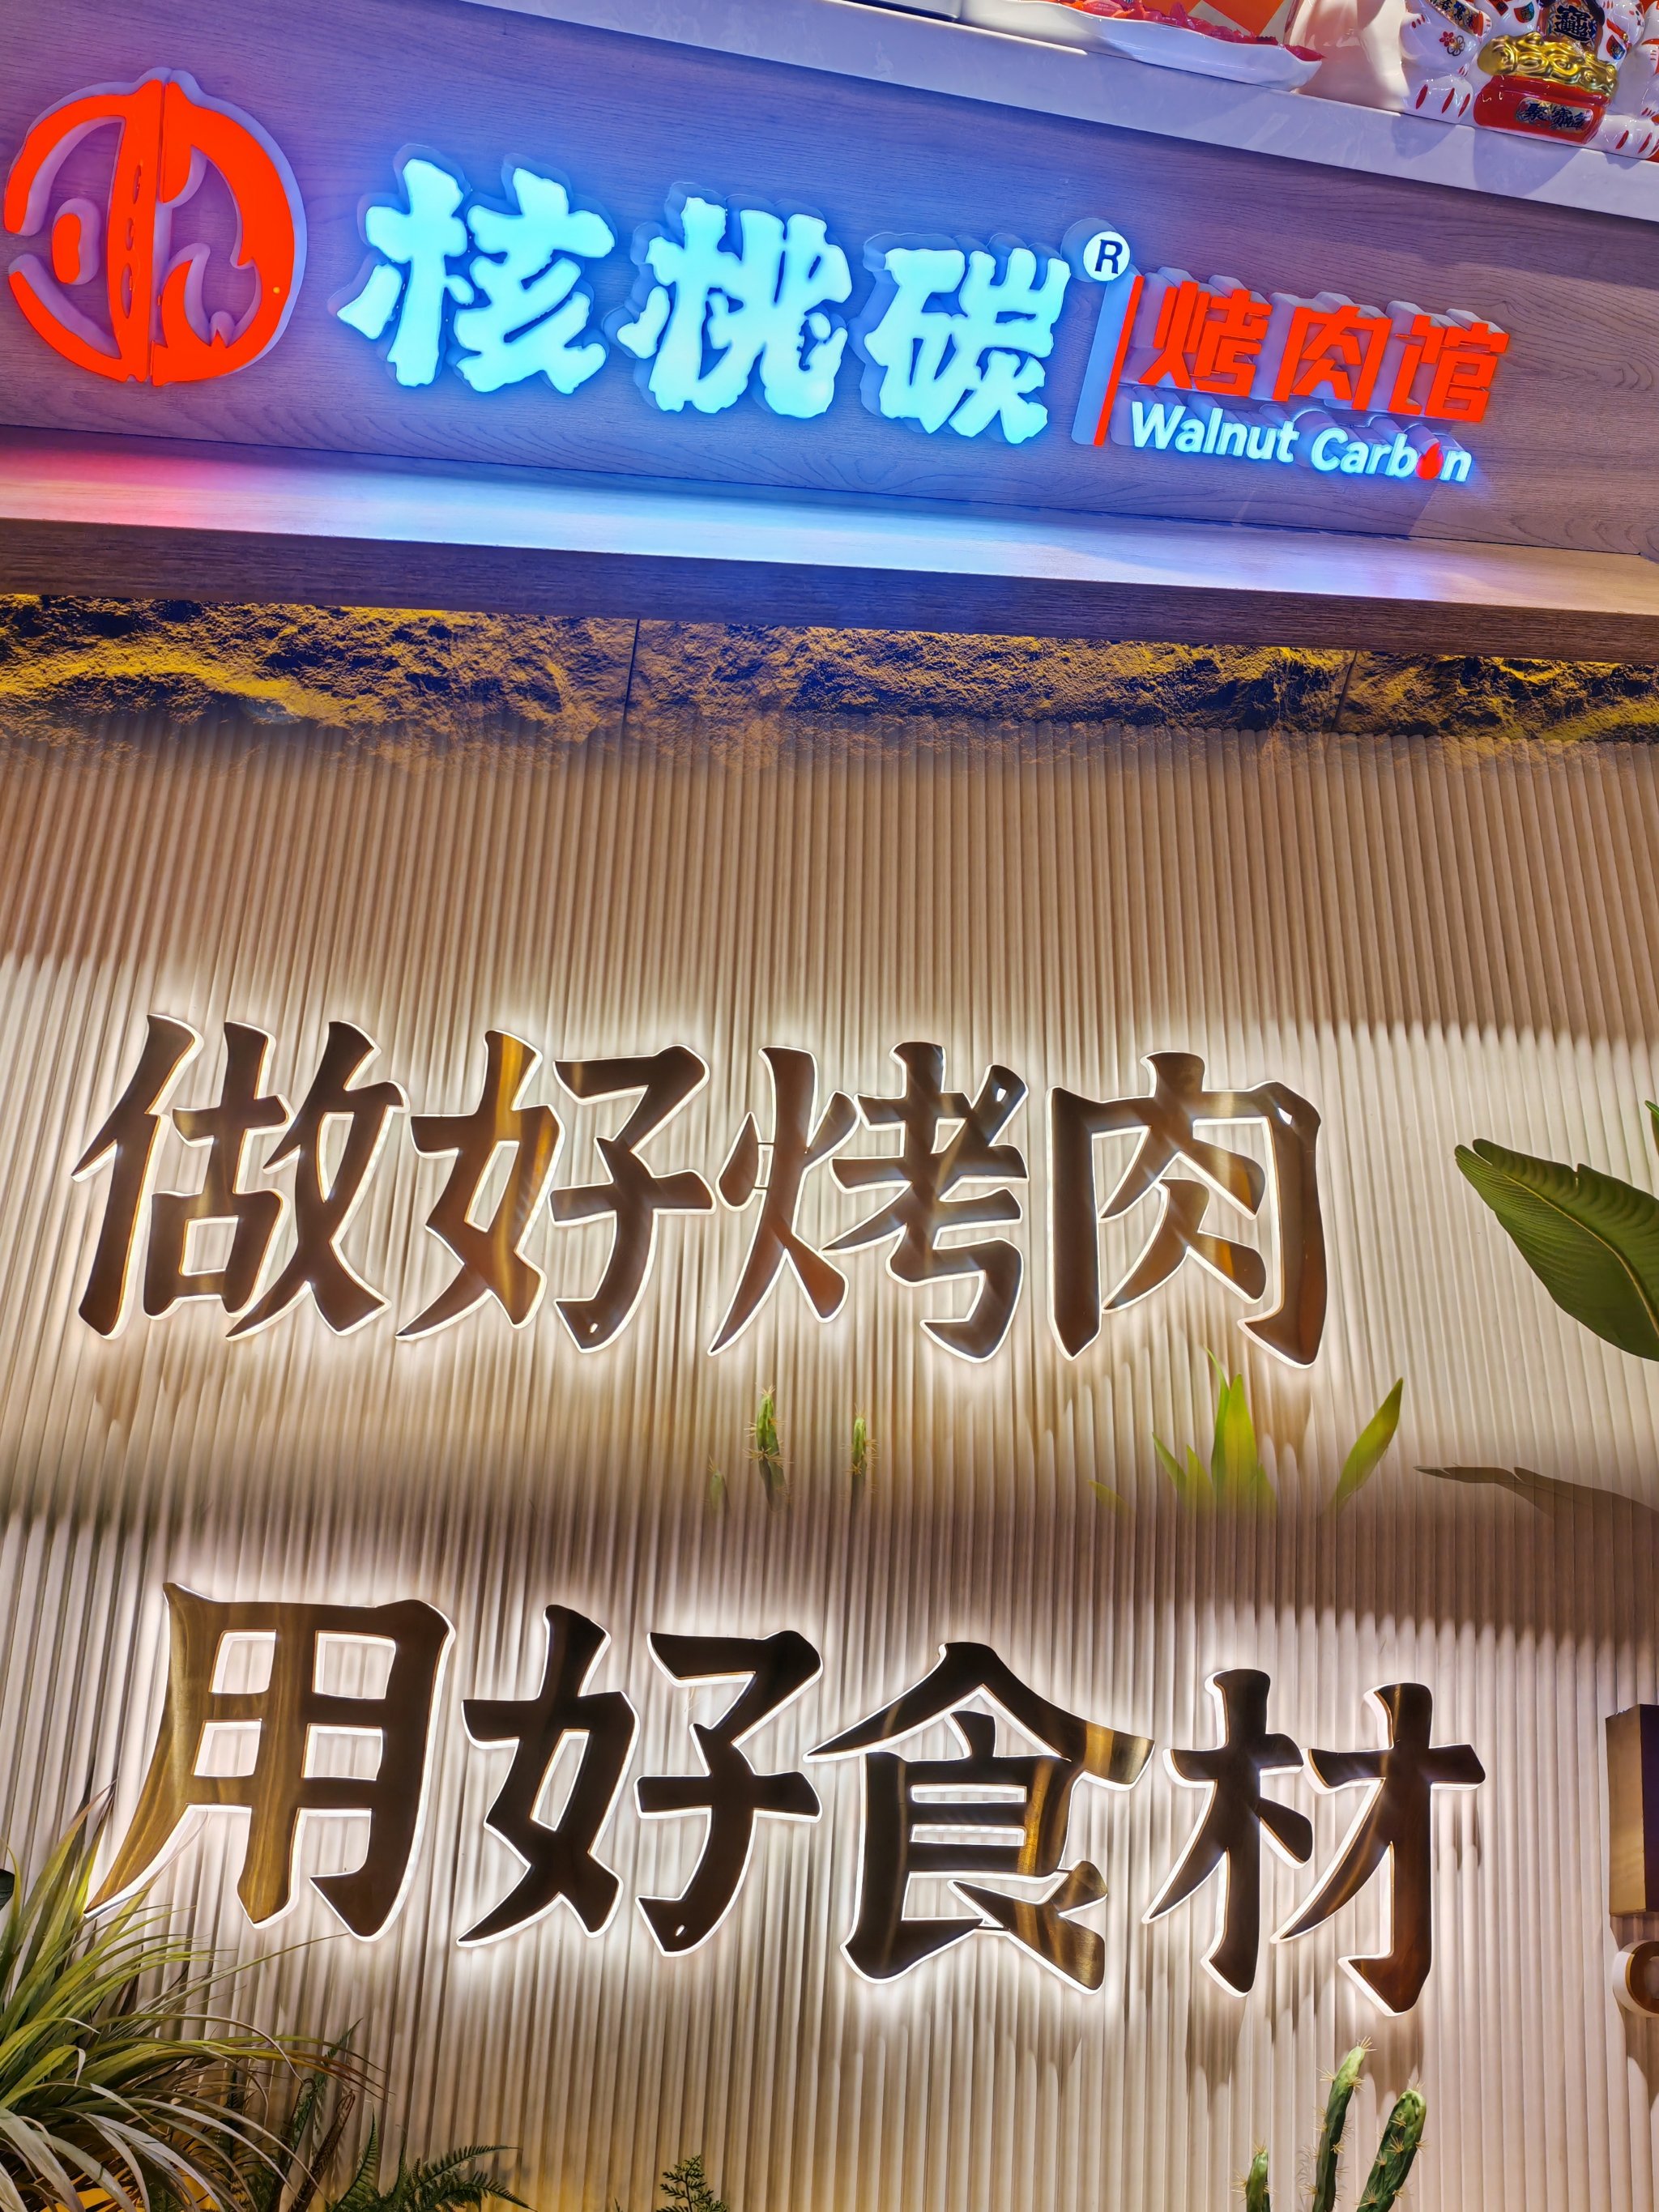 核桃碳®
烤肉馆
Walnut Carbon
做好烤肉
用好食材